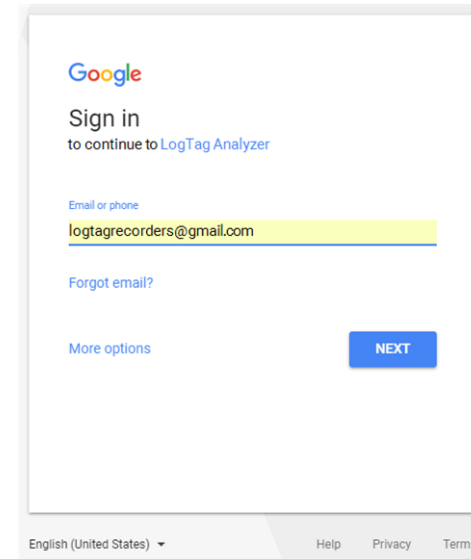 Google
Sign in
to continue to LogTag Analyzer
Email or phone
logtagrecorders@gmail.com
Forgot email?
More options
NEXT
English (United States)
Help Privacy Term